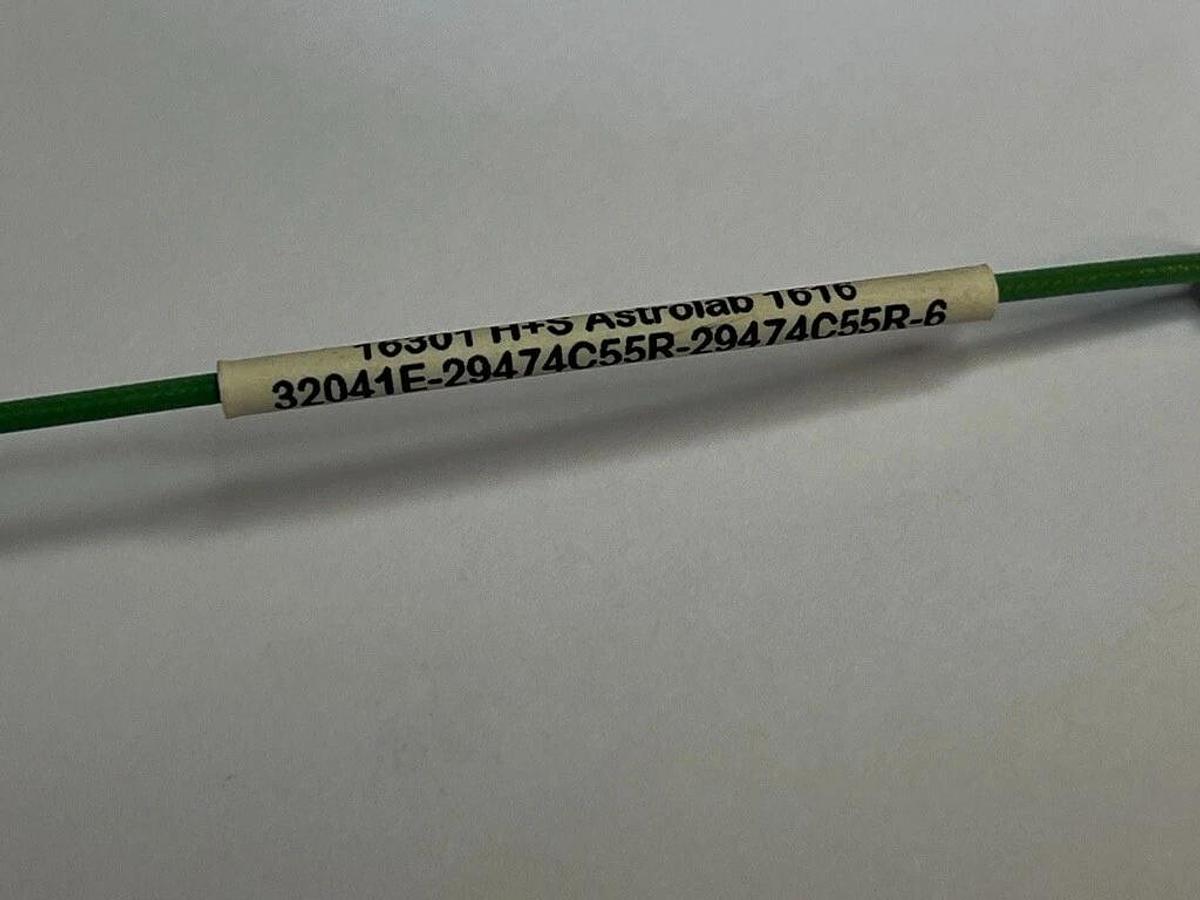 16301 H+S Astrolab 1616
32041E-29474C55R-29474C55R-6